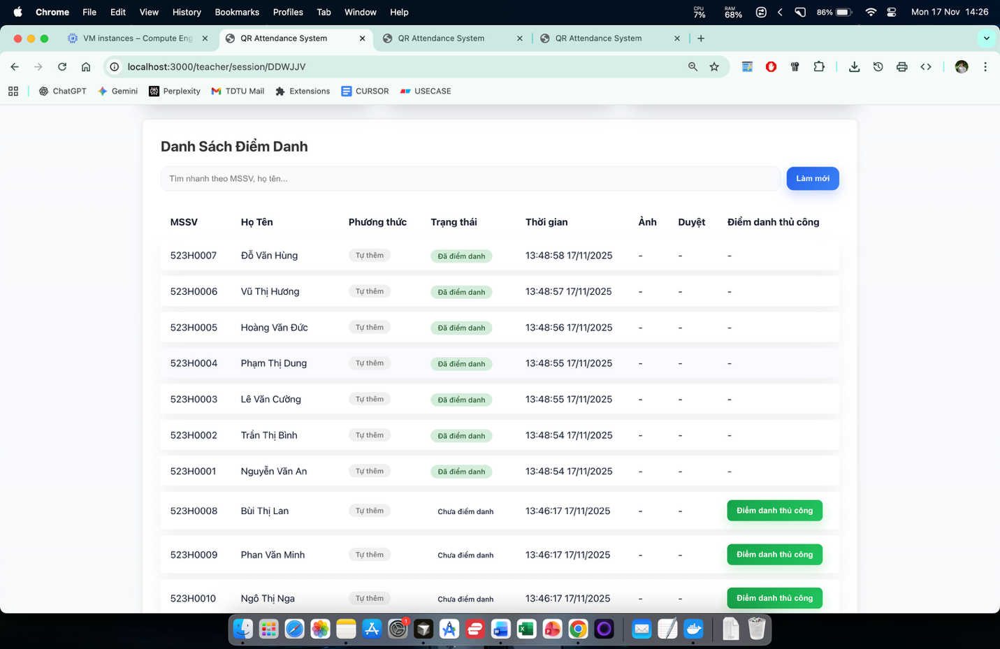 Chrome File Edit View History Bookmarks Profiles Tab Window Help CPU 7% RAM 68% 86% Mon 17 Nov 14:26
VM instances – Compute Eng QR Attendance System QR Attendance System QR Attendance System
localhost:3000/teacher/session/DDWJJV
ChatGPT Gemini Perplexity TDTU Mail Extensions CURSOR USECASE
Danh Sách Điểm Danh
Tìm nhanh theo MSSV, họ tên... Làm mới
MSSV Họ Tên Phương thức Trạng thái Thời gian Ảnh Duyệt Điểm danh thủ công
523H0007 Đỗ Văn Hùng Tự thêm Đã điểm danh 13:48:58 17/11/2025 - - -
523H0006 Vũ Thị Hương Tự thêm Đã điểm danh 13:48:57 17/11/2025 - - -
523H0005 Hoàng Văn Đức Tự thêm Đã điểm danh 13:48:56 17/11/2025 - - -
523H0004 Phạm Thị Dung Tự thêm Đã điểm danh 13:48:55 17/11/2025 - - -
523H0003 Lê Văn Cường Tự thêm Đã điểm danh 13:48:55 17/11/2025 - - -
523H0002 Trần Thị Bình Tự thêm Đã điểm danh 13:48:54 17/11/2025 - - -
523H0001 Nguyễn Văn An Tự thêm Đã điểm danh 13:48:54 17/11/2025 - - -
523H0008 Bùi Thị Lan Tự thêm Chưa điểm danh 13:46:17 17/11/2025 - - Điểm danh thủ công
523H0009 Phan Văn Minh Tự thêm Chưa điểm danh 13:46:17 17/11/2025 - - Điểm danh thủ công
523H0010 Ngô Thị Nga Tự thêm Chưa điểm danh 13:46:17 17/11/2025 - - Điểm danh thủ công
1